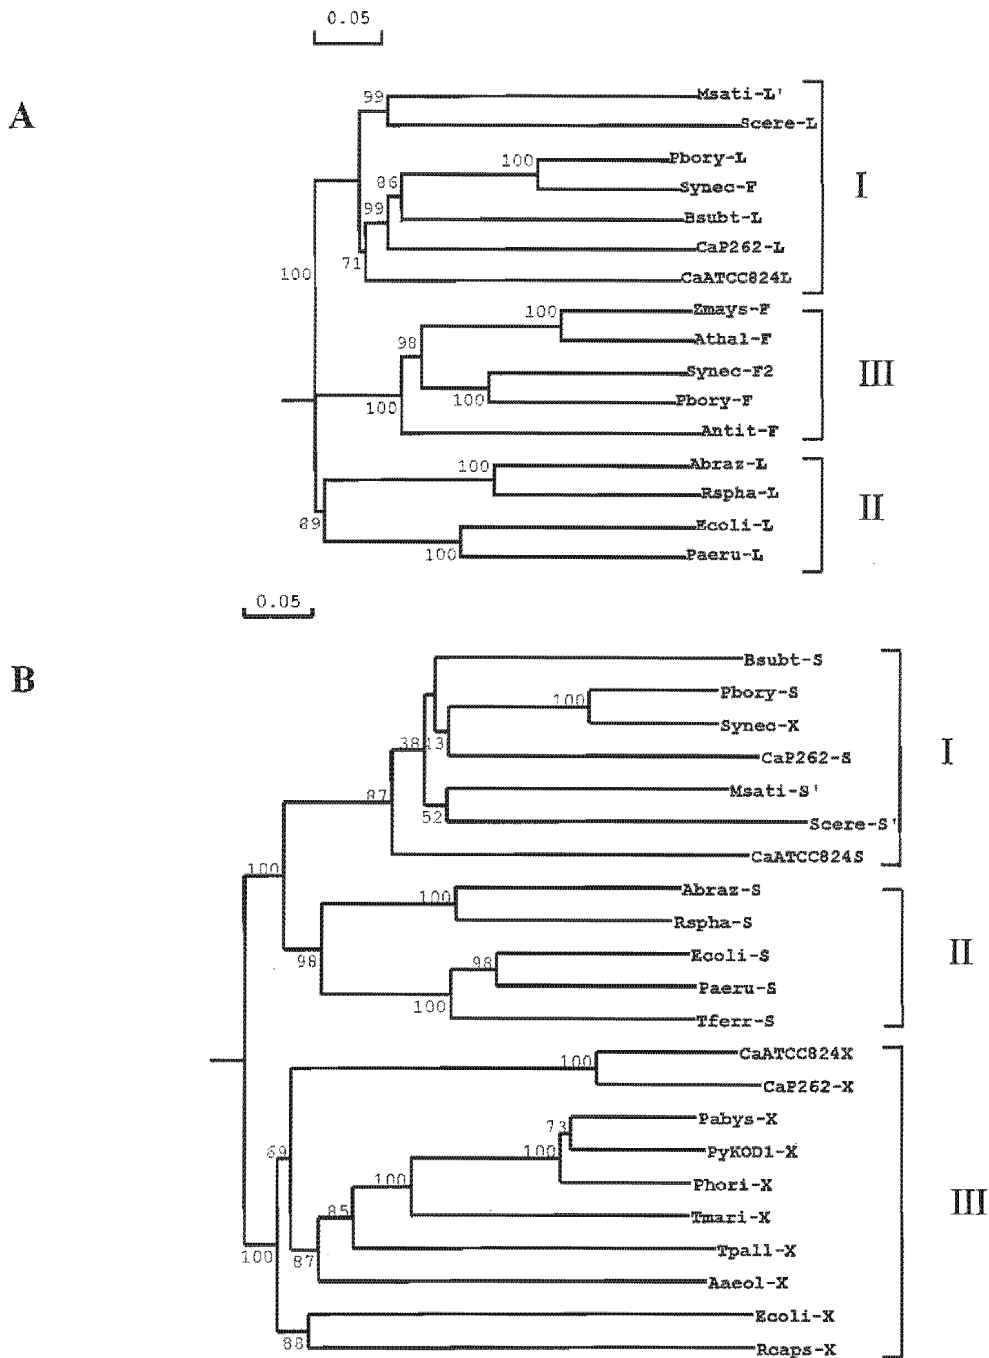 0.05
A
99
Msati-L'
Scere-L
100
Pbory-L
86
Synec-F
I
99
Bsubt-L
CaP262-L
71
CaATCC824L
100
100
Zmays-F
98
Athal-F
Synec-F2
III
100
100
Pbory-F
Antit-F
100
Abraz-L
Rspha-L
II
89
Ecoli-L
100
Paeru-L
0.05
B
Bsubt-S
100
Pbory-S
Synec-X
38
43
CaP262-S
I
87
Msati-S'
52
Scere-S'
CaATCC824S
100
100
Abraz-S
Rspha-S
98
98
Ecoli-S
II
Paeru-S
100
Tferr-S
100
CaATCC824X
CaP262-X
73
Pabys-X
69
100
PyKOD1-X
100
Phori-X
III
85
Tmari-X
100
87
Tpall-X
Aaeol-X
Ecoli-X
88
Rcaps-X